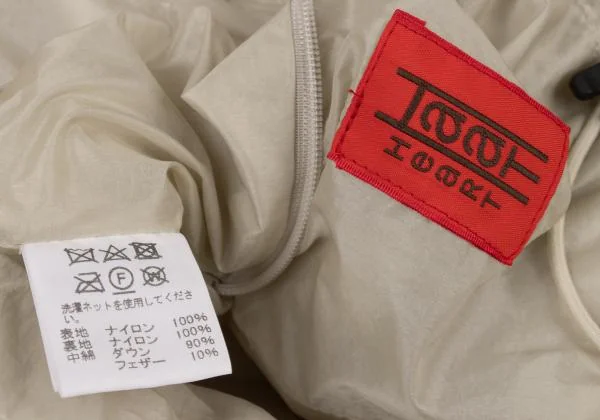 Iaat
HeaRT
F
W
洗濯ネットを使用してくださ
い。
表地 ナイロン 100%
裏地 ナイロン 100%
中綿 ダウン 90%
フェザー 10%